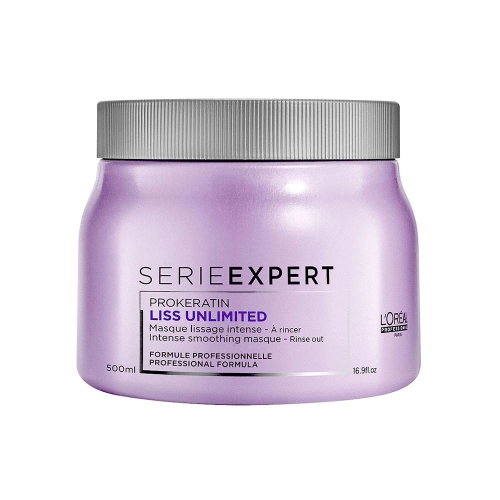 SERIEEXPERT
PROKERATIN
LISS UNLIMITED
Masque lissage intense - À rincer
Intense smoothing masque - Rinse out
FORMULE PROFESSIONNELLE
PROFESSIONAL FORMULA
500ml
16.9fl.oz
L'ORÉAL
PROFESSIONNEL
PARIS